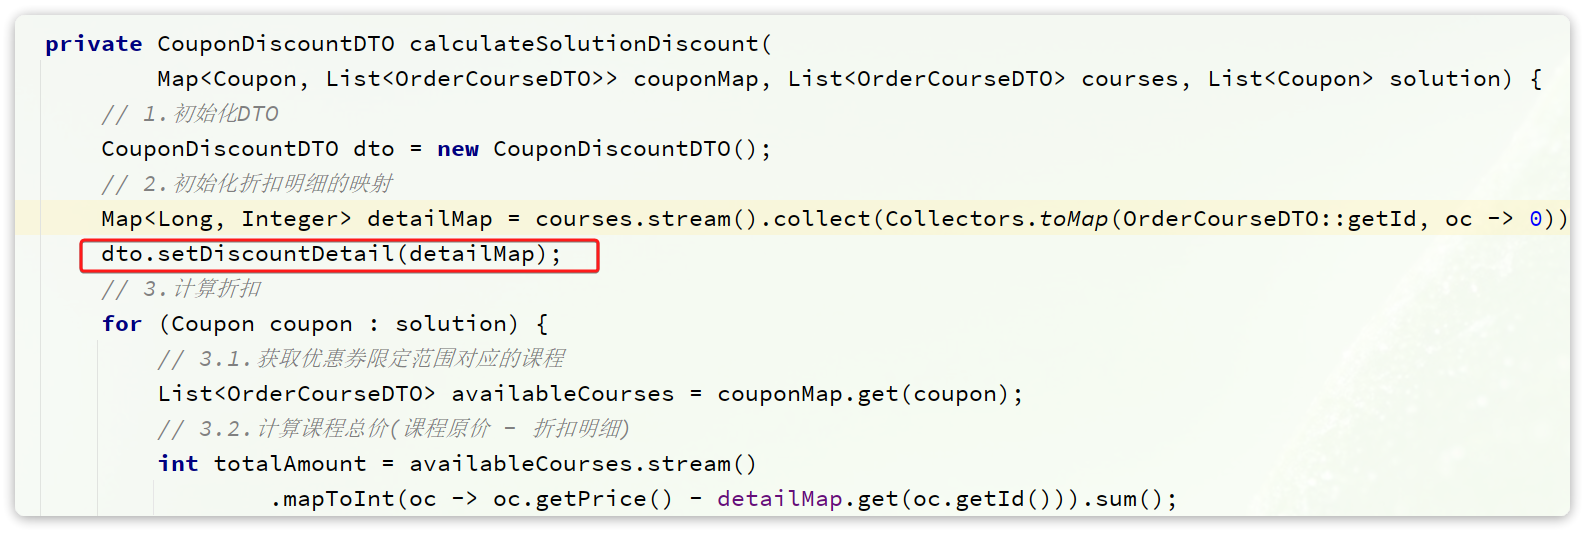 private CouponDiscountDTO calculateSolutionDiscount(
        Map<Coupon, List<OrderCourseDTO>> couponMap, List<OrderCourseDTO> courses, List<Coupon> solution) {
    // 1.初始化DTO
    CouponDiscountDTO dto = new CouponDiscountDTO();
    // 2.初始化折扣明细的映射
    Map<Long, Integer> detailMap = courses.stream().collect(Collectors.toMap(OrderCourseDTO::getId, oc -> 0))
    dto.setDiscountDetail(detailMap);
    // 3.计算折扣
    for (Coupon coupon : solution) {
        // 3.1.获取优惠券限定范围对应的课程
        List<OrderCourseDTO> availableCourses = couponMap.get(coupon);
        // 3.2.计算课程总价(课程原价 - 折扣明细)
        int totalAmount = availableCourses.stream()
                .mapToInt(oc -> oc.getPrice() - detailMap.get(oc.getId())).sum();